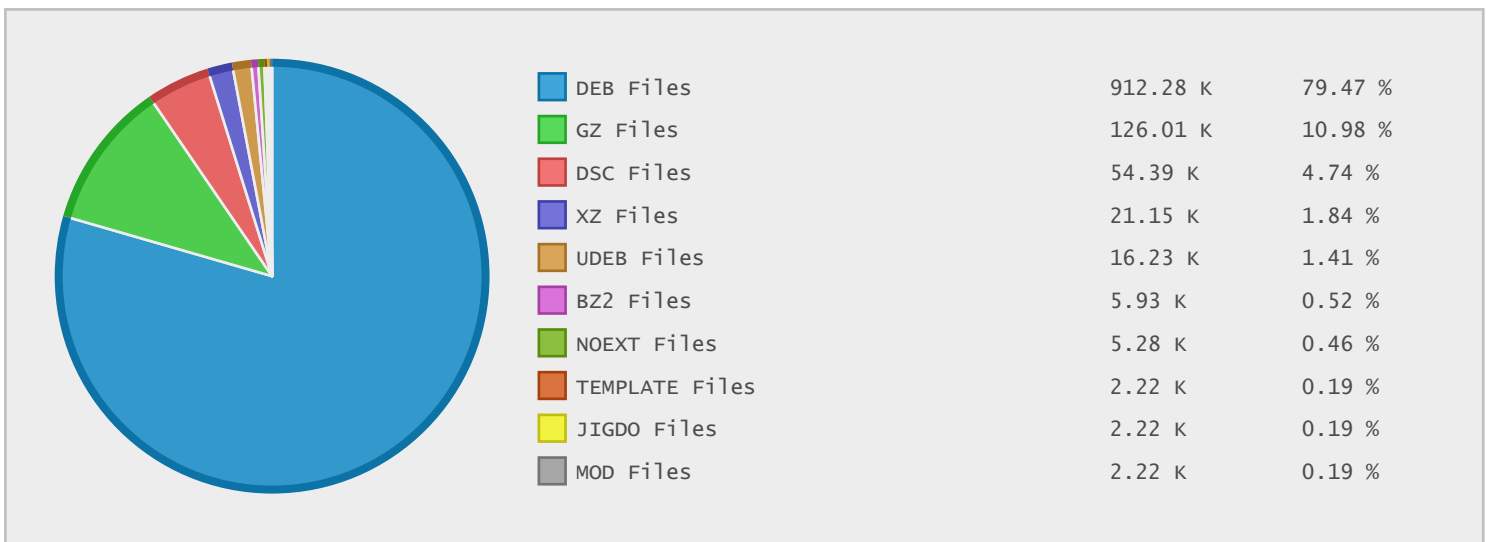 DEB Files 912.28 K 79.47 %
GZ Files 126.01 K 10.98 %
DSC Files 54.39 K 4.74 %
XZ Files 21.15 K 1.84 %
UDEB Files 16.23 K 1.41 %
BZ2 Files 5.93 K 0.52 %
NOEXT Files 5.28 K 0.46 %
TEMPLATE Files 2.22 K 0.19 %
JIGDO Files 2.22 K 0.19 %
MOD Files 2.22 K 0.19 %